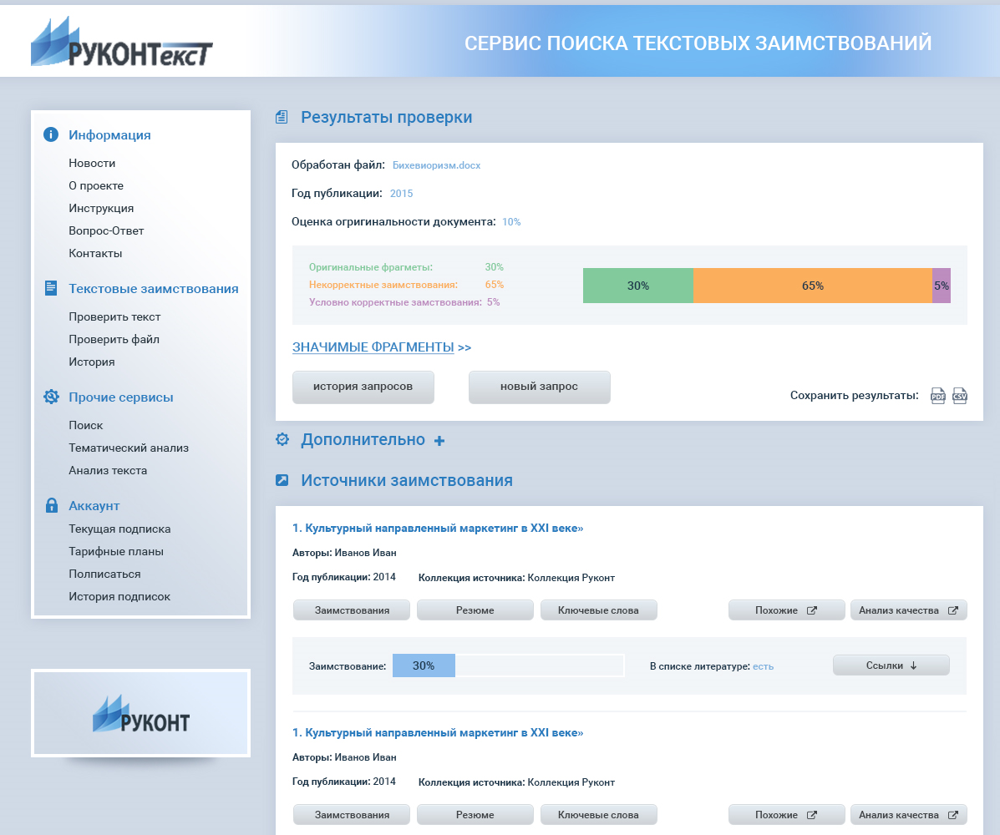 РУКОНТекст
СЕРВИС ПОИСКА ТЕКСТОВЫХ ЗАИМСТВОВАНИЙ
Информация
Новости
О проекте
Инструкция
Вопрос-Ответ
Контакты
Текстовые заимствования
Проверить текст
Проверить файл
История
Прочие сервисы
Поиск
Тематический анализ
Анализ текста
Аккаунт
Текущая подписка
Тарифные планы
Полписаться
История подписок
РУКОНТ
Результаты проверки
Обработан файл: Бихевиоризм.docx
Год публикации: 2015
Оценка огригинальности документа: 10%
Оригинальные фрагметы: 30%
Некорректные заимствования: 65%
Условно корректные замствования: 5%
30% 65% 5%
ЗНАЧИМЫЕ ФРАГМЕНТЫ >>
история запросов новый запрос
Сохранить результаты: PDF CSV
Дополнительно +
Источники заимствования
1. Культурный направленный маркетинг в XXI веке»
Авторы: Иванов Иван
Год публикации: 2014 Коллекция источника: Коллекция Руконт
Заимствования Резюме Ключевые слова Похожие Анализ качества
Заимствование: 30% В списке литературе: есть Ссылки ↓
1. Культурный направленный маркетинг в XXI веке»
Авторы: Иванов Иван
Год публикации: 2014 Коллекция источника: Коллекция Руконт
Заимствования Резюме Ключевые слова Похожие Анализ качества